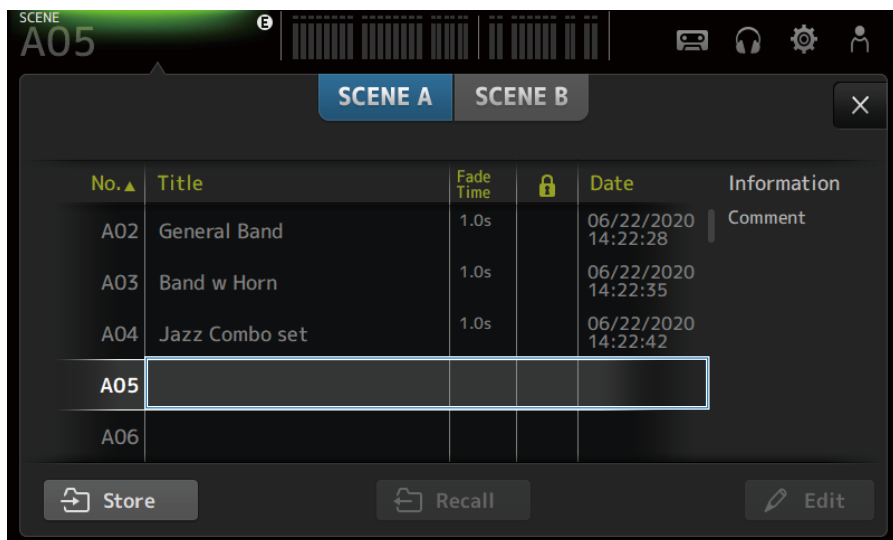 SCENE
A05
E
SCENE A SCENE B
No.▲ Title Fade Time Date Information
A02 General Band 1.0s 06/22/2020 14:22:28 Comment
A03 Band w Horn 1.0s 06/22/2020 14:22:35
A04 Jazz Combo set 1.0s 06/22/2020 14:22:42
A05
A06
Store Recall Edit